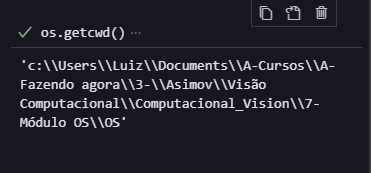 os.getcwd() ...
'c:\\Users\\Luiz\\Documents\\A-Cursos\\A-
Fazendo agora\\3-\\Asimov\\Visão
Computacional\\Computacional_Vision\\7-
Módulo OS\\OS'